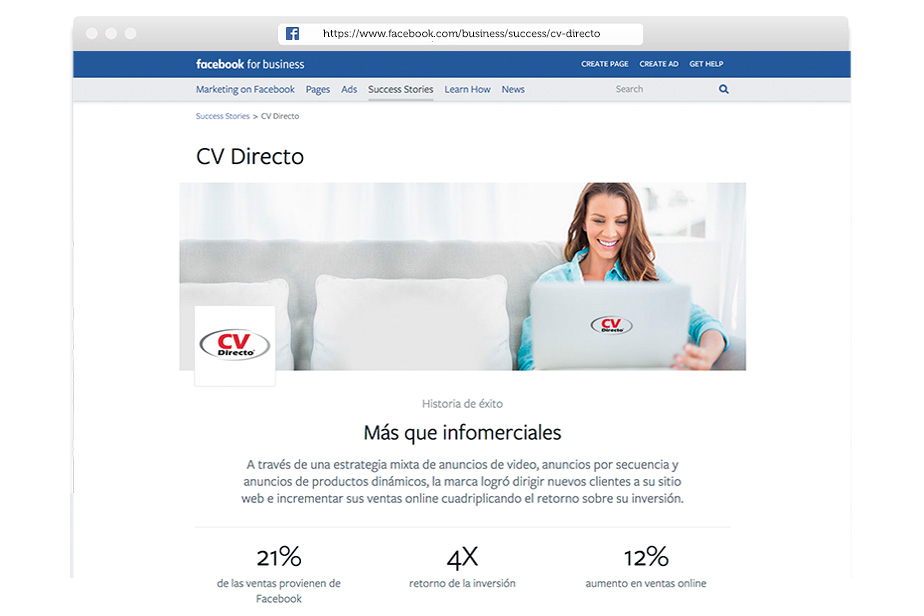 https://www.facebook.com/business/success/cv-directo
facebook for business
CREATE PAGE CREATE AD GET HELP
Marketing on Facebook Pages Ads Success Stories Learn How News Search
Success Stories > CV Directo
CV Directo
CV
Directo
CV
Directo
Historia de éxito
Más que infomerciales
A través de una estrategia mixta de anuncios de video, anuncios por secuencia y
anuncios de productos dinámicos, la marca logró dirigir nuevos clientes a su sitio
web e incrementar sus ventas online cuadriplicando el retorno sobre su inversión.
21% 4X 12%
de las ventas provienen de retorno de la inversión aumento en ventas online
Facebook